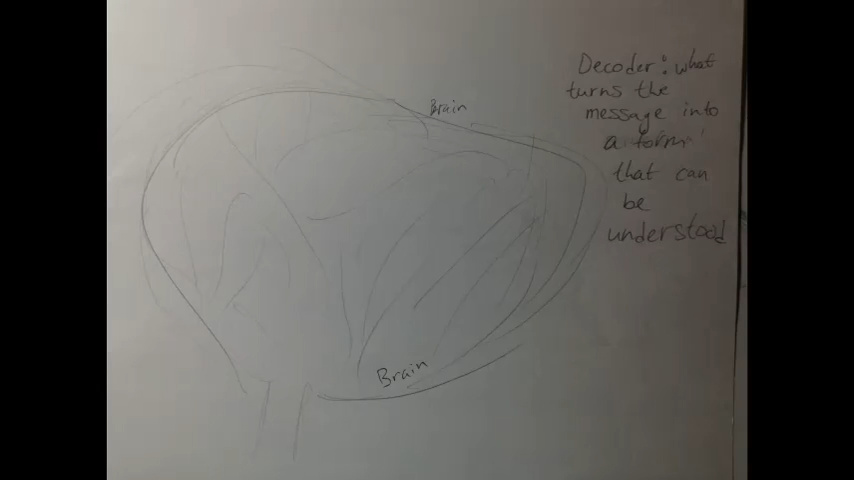 Brain
Decoder: what
turns the
message into
a form
that can
be
understood
Brain